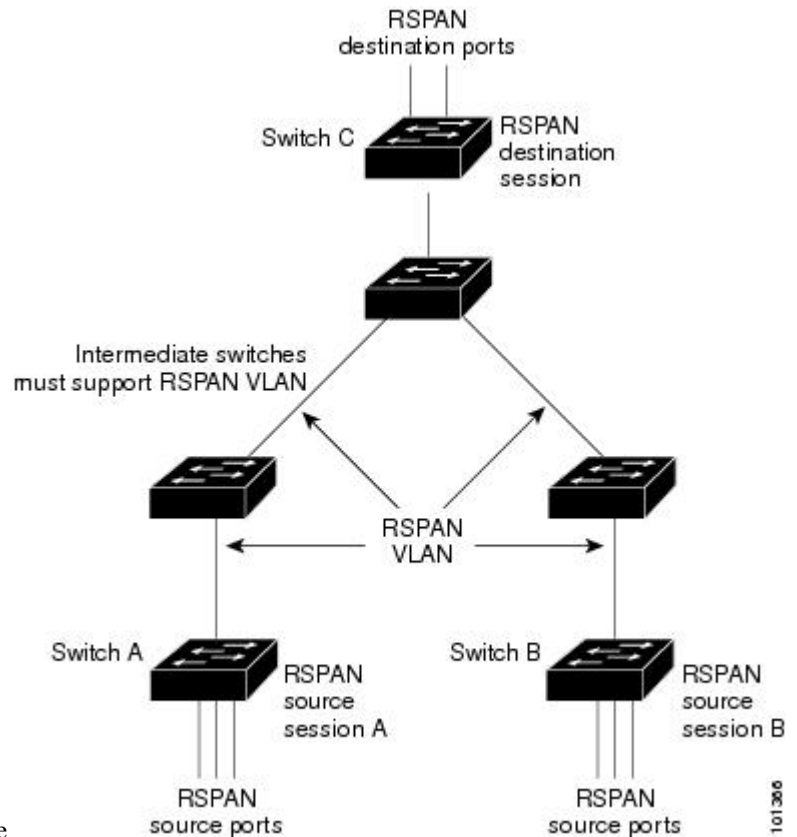 RSPAN
destination ports
Switch C
RSPAN
destination
session
Intermediate switches
must support RSPAN VLAN
RSPAN
VLAN
Switch A
RSPAN
source
session A
Switch B
RSPAN
source
session B
RSPAN
source ports
RSPAN
source ports
101366
e